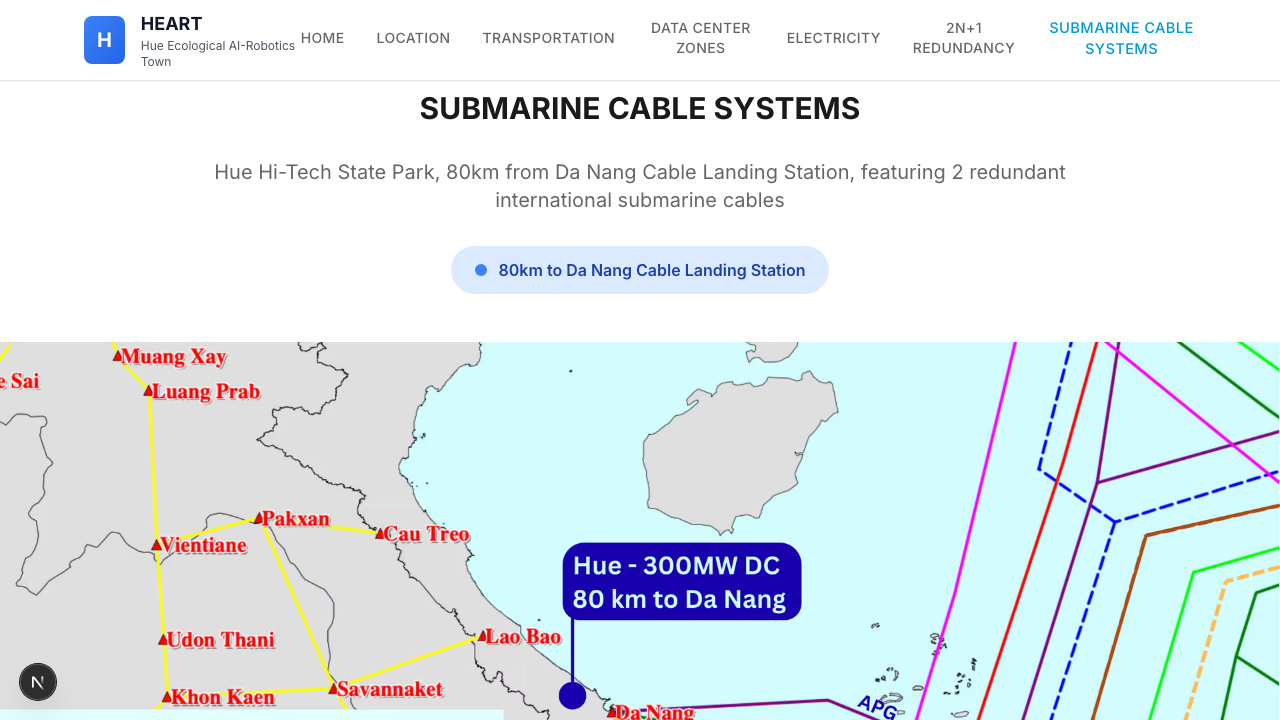 H
HEART
Hue Ecological AI-Robotics
Town
HOME
LOCATION
TRANSPORTATION
DATA CENTER
ZONES
ELECTRICITY
2N+1
REDUNDANCY
SUBMARINE CABLE
SYSTEMS
SUBMARINE CABLE SYSTEMS
Hue Hi-Tech State Park, 80km from Da Nang Cable Landing Station, featuring 2 redundant
international submarine cables
80km to Da Nang Cable Landing Station
Muang Xay
e Sai
Luang Prab
Pakxan
Cau Treo
Vientiane
Hue - 300MW DC
80 km to Da Nang
Udon Thani
Lao Bao
Khon Kaen
Savannaket
Da Nang
APG
N